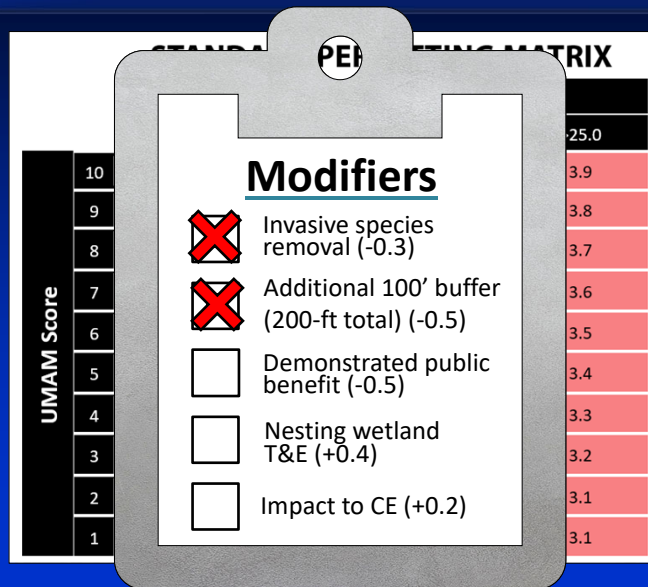 TRIX
25.0
10 3.9
9 3.8
8 3.7
7 3.6
6 3.5
5 3.4
4 3.3
3 3.2
2 3.1
1 3.1
UMAM Score
Modifiers
Invasive species
removal (-0.3)
Additional 100’ buffer
(200-ft total) (-0.5)
Demonstrated public
benefit (-0.5)
Nesting wetland
T&E (+0.4)
Impact to CE (+0.2)